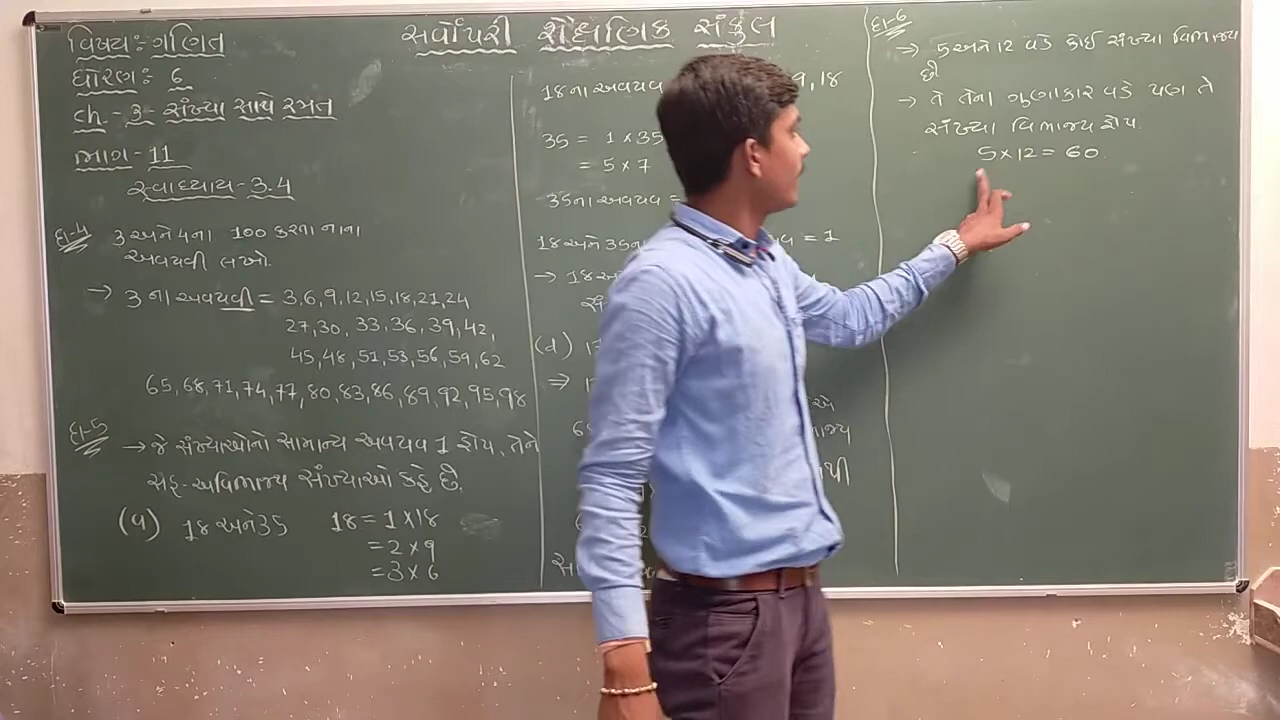 સર્વોપરી શૈક્ષણિક સંકુલ
વિષય: ગણિત
ધોરણ: 6
ch - 3 - સંખ્યા સાથે રમત
ભાગ - 11
સ્વાધ્યાય - 3.4
દા-4 3 અને 4 ના 100 કરતા નાના
અવયવી લખો.
→ 3 ના અવયવી = 3,6,9,12,15,18,21,24
27,30, 33,36,39,42,
45,48,51,53,56,59,62
65,68,71,74,77,80,83,86,89,92,95,98
દા-5 → જે સંખ્યાઓનો સામાન્ય અવયવ 1 હોય, તેને
સહ-અવિભાજ્ય સંખ્યાઓ કહે છે.
(a) 18 અને 35 18 = 1 × 18
= 2 × 9
= 3 × 6
18 ના અવયવ 9, 18
35 = 1 × 35
= 5 × 7
35 ના અવયવ =
18 અને 35 ના = 1
→ 18
(d)
⇒
દા-6
→ 5 અને 12 વડે કોઈ સંખ્યા વિભાજ્ય
છે
→ તે તેના ગુણાકાર વડે પણ તે
સંખ્યા વિભાજ્ય હોય.
5 × 12 = 60.